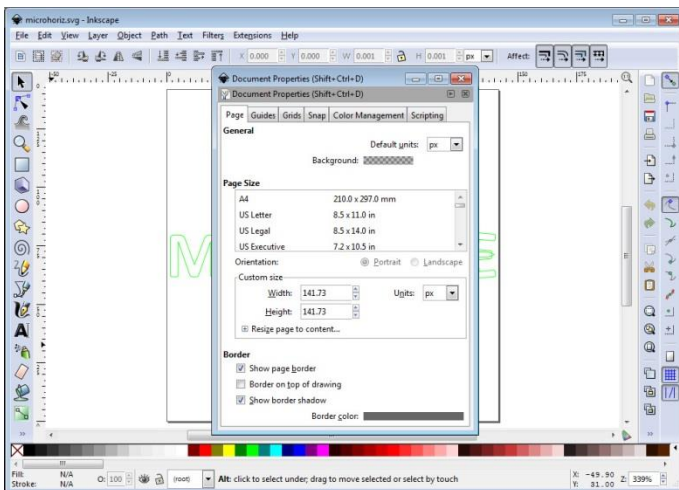 microhoriz.svg - Inkscape
File Edit View Layer Object Path Text Filters Extensions Help
X 0.000 Y 0.000 W 0.001 H 0.001 px Affect:
Document Properties (Shift+Ctrl+D)
Document Properties (Shift+Ctrl+D)
Page Guides Grids Snap Color Management Scripting
General
Default units: px
Background:
Page Size
A4 210.0 x 297.0 mm
US Letter 8.5 x 11.0 in
US Legal 8.5 x 14.0 in
US Executive 7.2 x 10.5 in
Orientation: Portrait Landscape
Custom size
Width: 141.73 Units: px
Height: 141.73
Resize page to content...
Border
Show page border
Border on top of drawing
Show border shadow
Border color:
M E
Fill: N/A
Stroke: N/A
O: 100 (root) Alt: click to select under; drag to move selected or select by touch
X: -49.90
Y: 31.00
Z: 339%